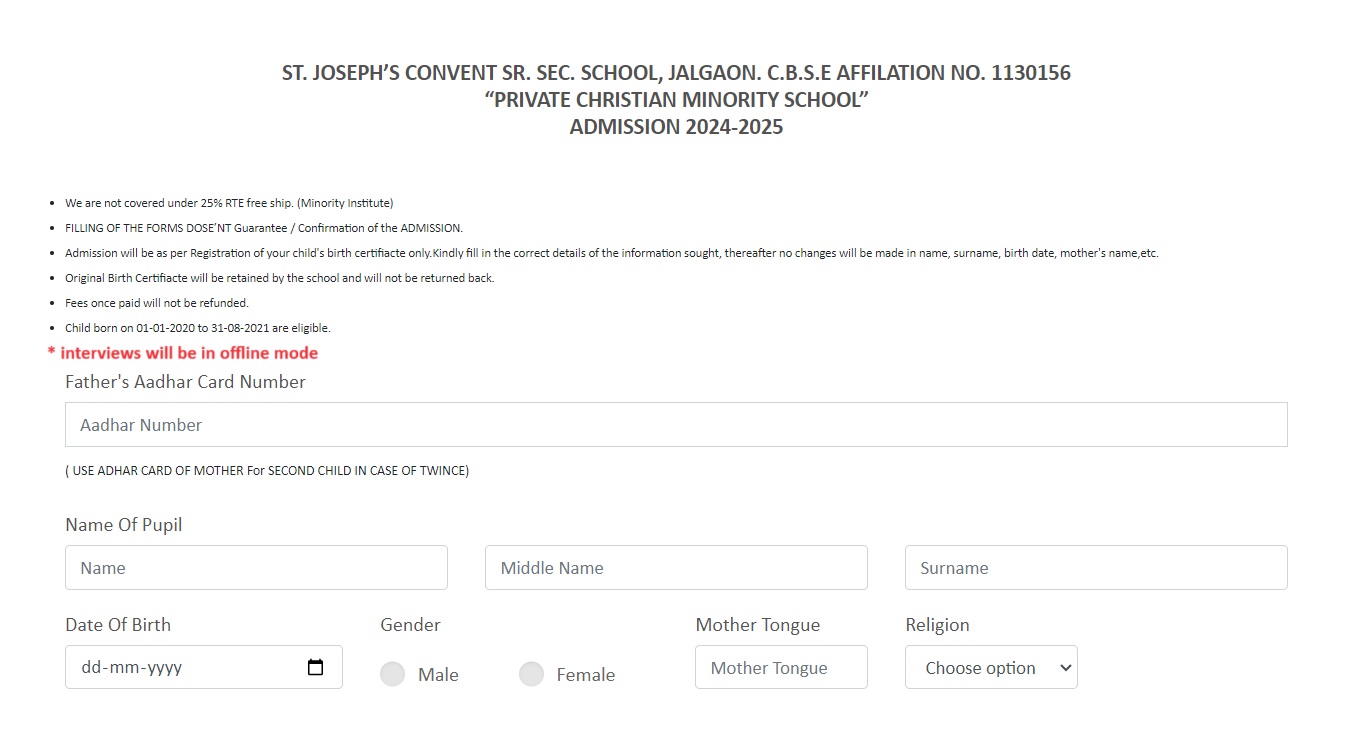 ST. JOSEPH’S CONVENT SR. SEC. SCHOOL, JALGAON. C.B.S.E AFFILATION NO. 1130156
“PRIVATE CHRISTIAN MINORITY SCHOOL”
ADMISSION 2024-2025
• We are not covered under 25% RTE free ship. (Minority Institute)
• FILLING OF THE FORMS DOSE’NT Guarantee / Confirmation of the ADMISSION.
• Admission will be as per Registration of your child's birth certifiacte only.Kindly fill in the correct details of the information sought, thereafter no changes will be made in name, surname, birth date, mother's name,etc.
• Original Birth Certifiacte will be retained by the school and will not be returned back.
• Fees once paid will not be refunded.
• Child born on 01-01-2020 to 31-08-2021 are eligible.
* interviews will be in offline mode
Father's Aadhar Card Number
Aadhar Number
( USE ADHAR CARD OF MOTHER For SECOND CHILD IN CASE OF TWINCE)
Name Of Pupil
Name Middle Name Surname
Date Of Birth Gender Mother Tongue Religion
dd-mm-yyyy Male Female Mother Tongue Choose option